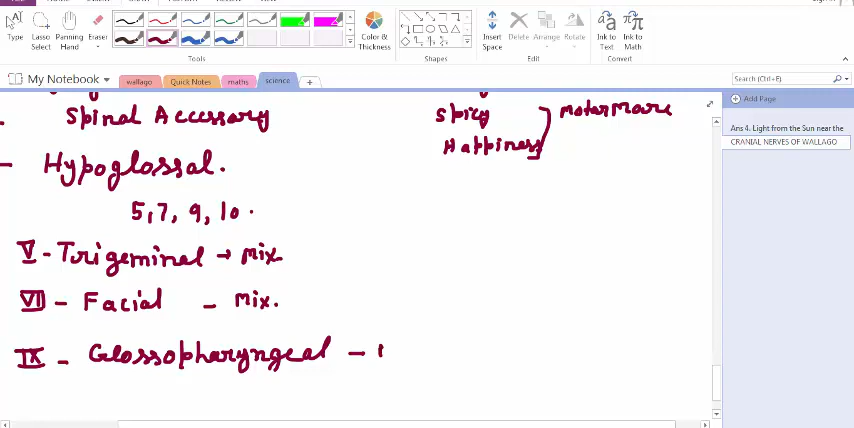 Type
Lasso Select
Panning Hand
Eraser
Color & Thickness
Insert Space
Delete
Arrange
Rotate
Ink to Text
Ink to Math
Tools
Shapes
Edit
Convert
My Notebook
wallago
Quick Notes
maths
science
Search (Ctrl+E)
Add Page
Ans 4. Light from the Sun near the
CRANIAL NERVES OF WALLAGO
Spinal Accessory
Spicy
Happiness
Motor More
Hypoglossal.
5, 7, 9, 10.
V - Trigeminal → Mix.
VII - Facial - Mix.
IX - Glossopharyngeal -